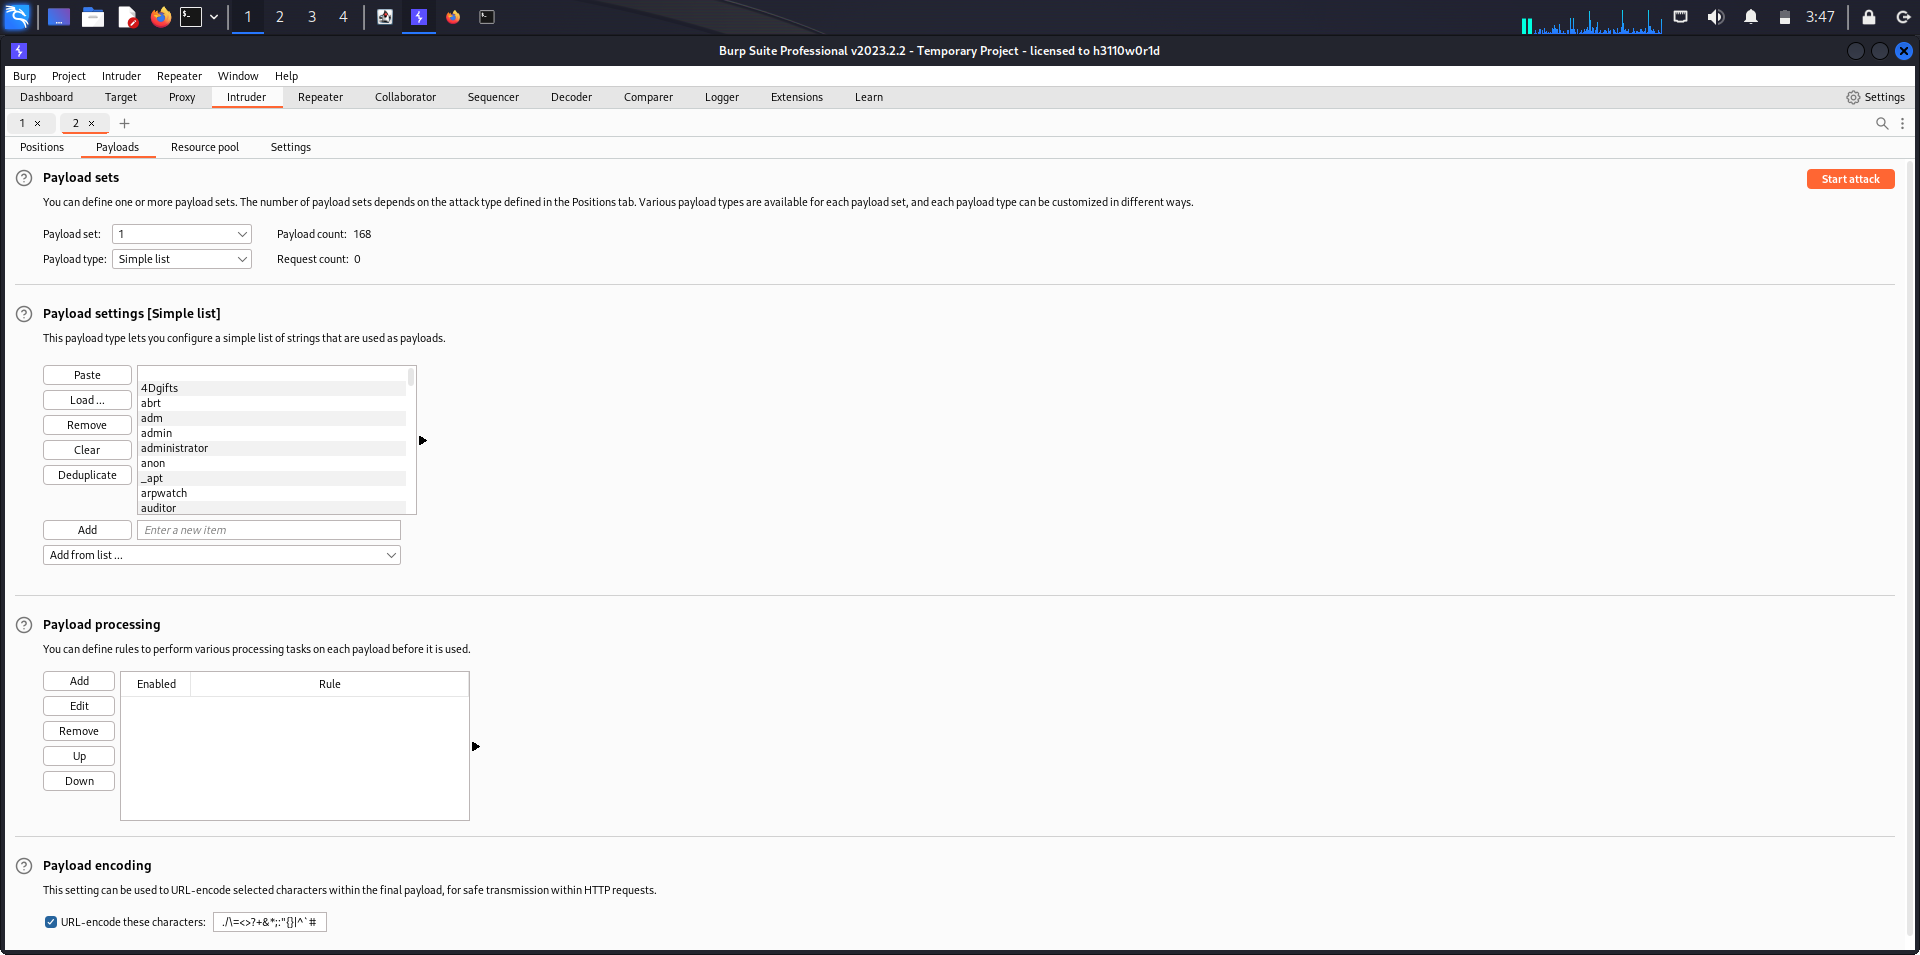 1 2 3 4 3:47
Burp Suite Professional v2023.2.2 - Temporary Project - licensed to h3110w0r1d
Burp Project Intruder Repeater Window Help
Dashboard Target Proxy Intruder Repeater Collaborator Sequencer Decoder Comparer Logger Extensions Learn Settings
1 × 2 × +
Positions Payloads Resource pool Settings
Payload sets
Start attack
You can define one or more payload sets. The number of payload sets depends on the attack type defined in the Positions tab. Various payload types are available for each payload set, and each payload type can be customized in different ways.
Payload set: 1 Payload count: 168
Payload type: Simple list Request count: 0
Payload settings [Simple list]
This payload type lets you configure a simple list of strings that are used as payloads.
Paste
Load ...
Remove
Clear
Deduplicate
4Dgifts
abrt
adm
admin
administrator
anon
_apt
arpwatch
auditor
Add Enter a new item
Add from list ...
Payload processing
You can define rules to perform various processing tasks on each payload before it is used.
Add
Edit
Remove
Up
Down
Enabled Rule
Payload encoding
This setting can be used to URL-encode selected characters within the final payload, for safe transmission within HTTP requests.
URL-encode these characters: ./\=<>?+&*;:"{}|^`#